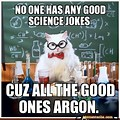 NO ONE HAS ANY GOOD
SCIENCE JOKES
CUZ ALL THE GOOD
ONES ARGON.